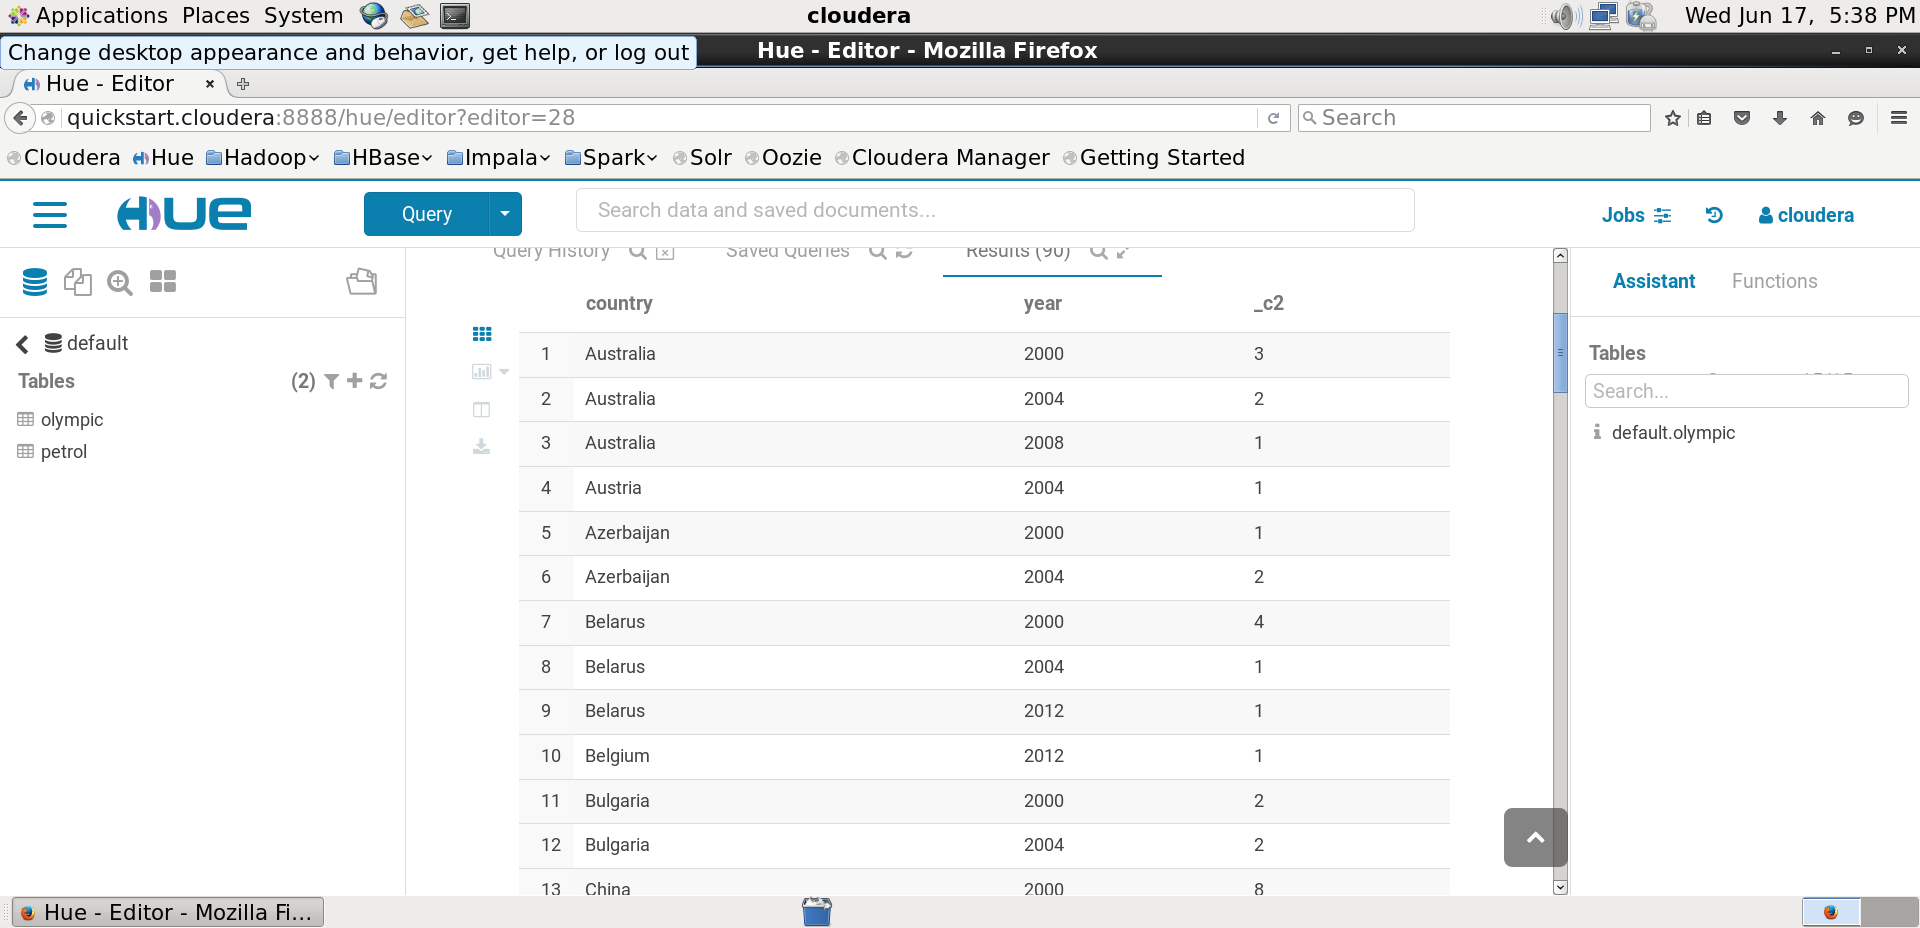 Applications Places System cloudera Wed Jun 17, 5:38 PM
Change desktop appearance and behavior, get help, or log out Hue - Editor - Mozilla Firefox
Hue - Editor
quickstart.cloudera:8888/hue/editor?editor=28 Search
Cloudera Hue Hadoop HBase Impala Spark Solr Oozie Cloudera Manager Getting Started
HUE Query Search data and saved documents... Jobs cloudera
Query History Saved Queries Results (90)
Assistant Functions
country year _c2
default
Tables (2)
olympic
petrol
1 Australia 2000 3
2 Australia 2004 2
3 Australia 2008 1
4 Austria 2004 1
5 Azerbaijan 2000 1
6 Azerbaijan 2004 2
7 Belarus 2000 4
8 Belarus 2004 1
9 Belarus 2012 1
10 Belgium 2012 1
11 Bulgaria 2000 2
12 Bulgaria 2004 2
13 China 2000 8
Tables
Search...
default.olympic
Hue - Editor - Mozilla Fi...